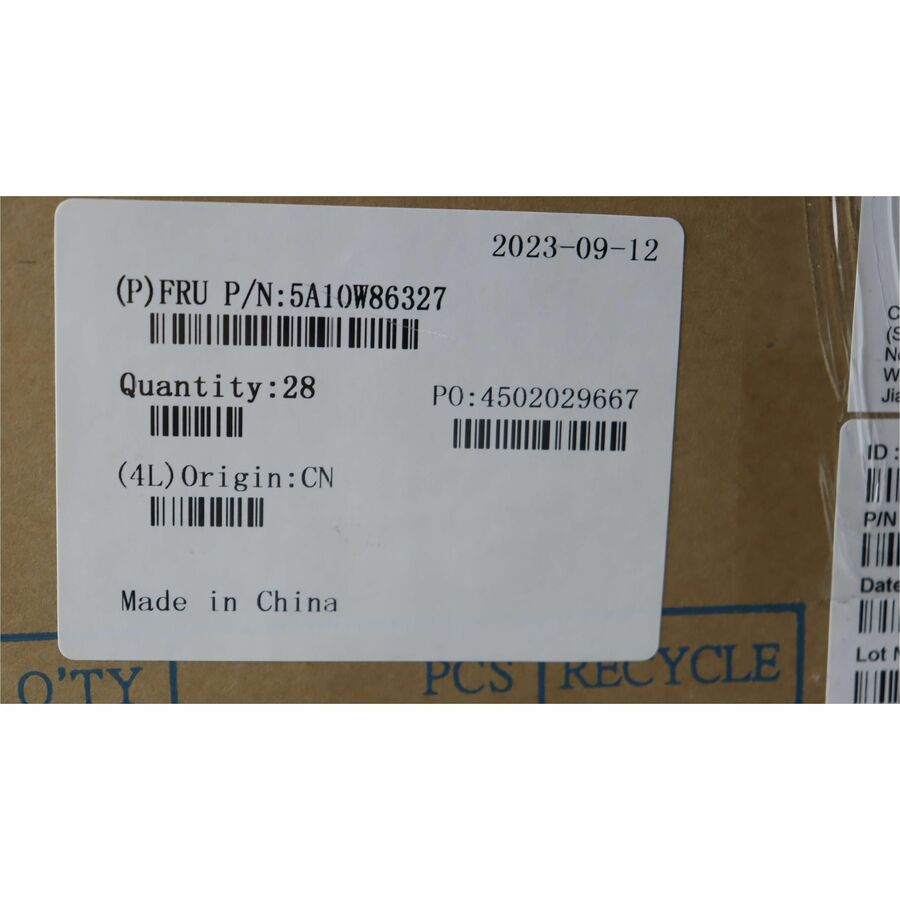 2023-09-12
(P)FRU P/N:5A10W86327
Quantity:28
PO:4502029667
(4L)Origin:CN
Made in China
Q'TY
PCS
RECYCLE
ID :
P/N
Date
Lot